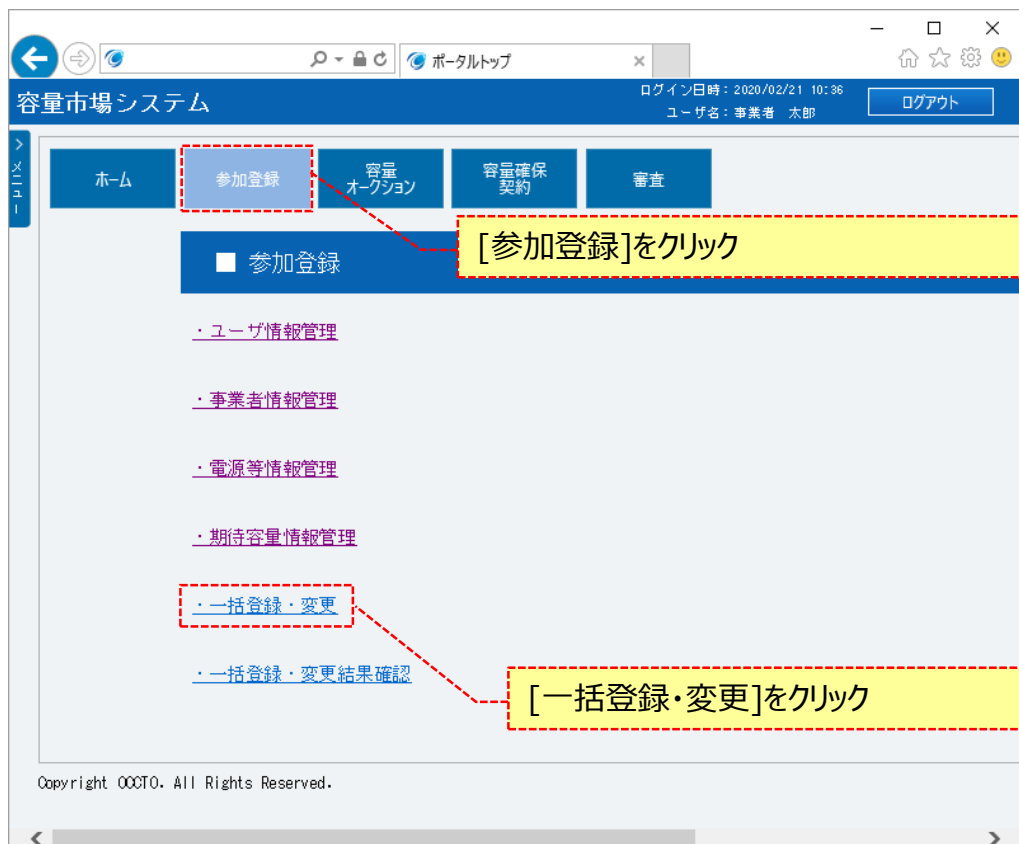 ポータルトップ
容量市場システム
ログイン日時：2020/02/21 10:36
ユーザ名：事業者　太郎
ログアウト
> メニュー
ホーム
参加登録
容量
オークション
容量確保
契約
審査
[参加登録]をクリック
■ 参加登録
・ユーザ情報管理
・事業者情報管理
・電源等情報管理
・期待容量情報管理
・一括登録・変更
・一括登録・変更結果確認
[一括登録・変更]をクリック
Copyright OCCTO. All Rights Reserved.